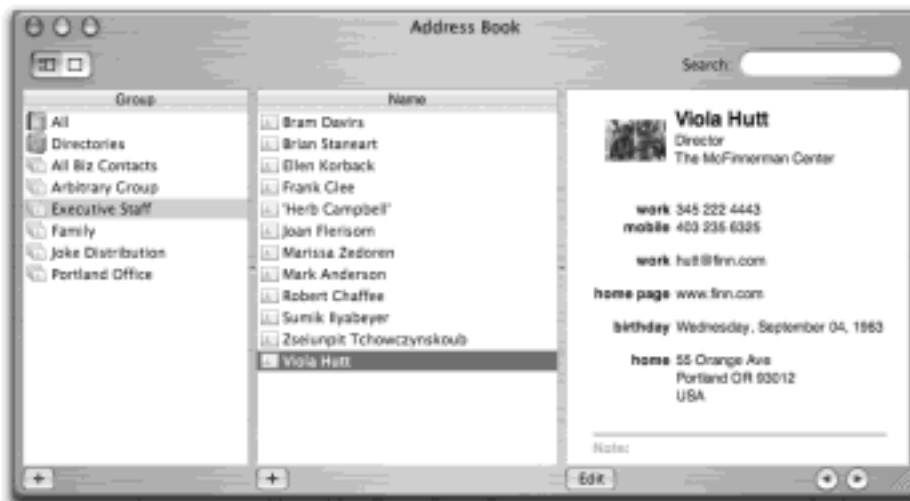 Address Book
Search:
Group
All
Directories
All Biz Contacts
Arbitrary Group
Executive Staff
Family
Joke Distribution
Portland Office
Name
Bram Davirs
Brian Staneart
Ellen Korback
Frank Glee
'Herb Campbell'
Joan Flerisom
Marissa Zedoren
Mark Anderson
Robert Chaffee
Sumik Ilyabeyer
Zseiunpit Tchowczynskoub
Viola Hutt
Viola Hutt
Director
The McFinnerman Center
work 345 222 4443
mobile 403 235 6325
work hutt@finn.com
home page www.finn.com
birthday Wednesday, September 04, 1963
home 55 Orange Ave
Portland OR 93012
USA
Note:
Edit